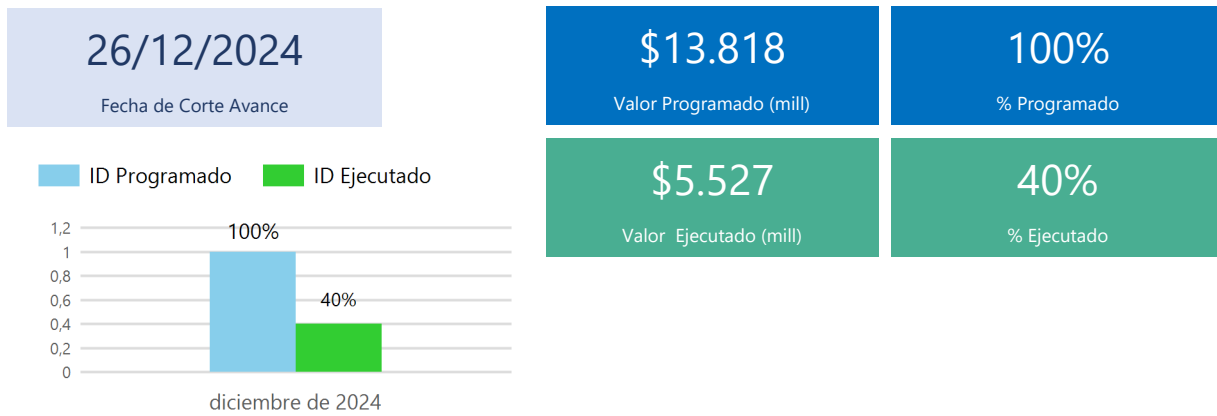 26/12/2024
Fecha de Corte Avance
$13.818
Valor Programado (mill)
100%
% Programado
$5.527
Valor  Ejecutado (mill)
40%
% Ejecutado
ID Programado
ID Ejecutado
1,2
1
0,8
0,6
0,4
0,2
0
100%
40%
diciembre de 2024